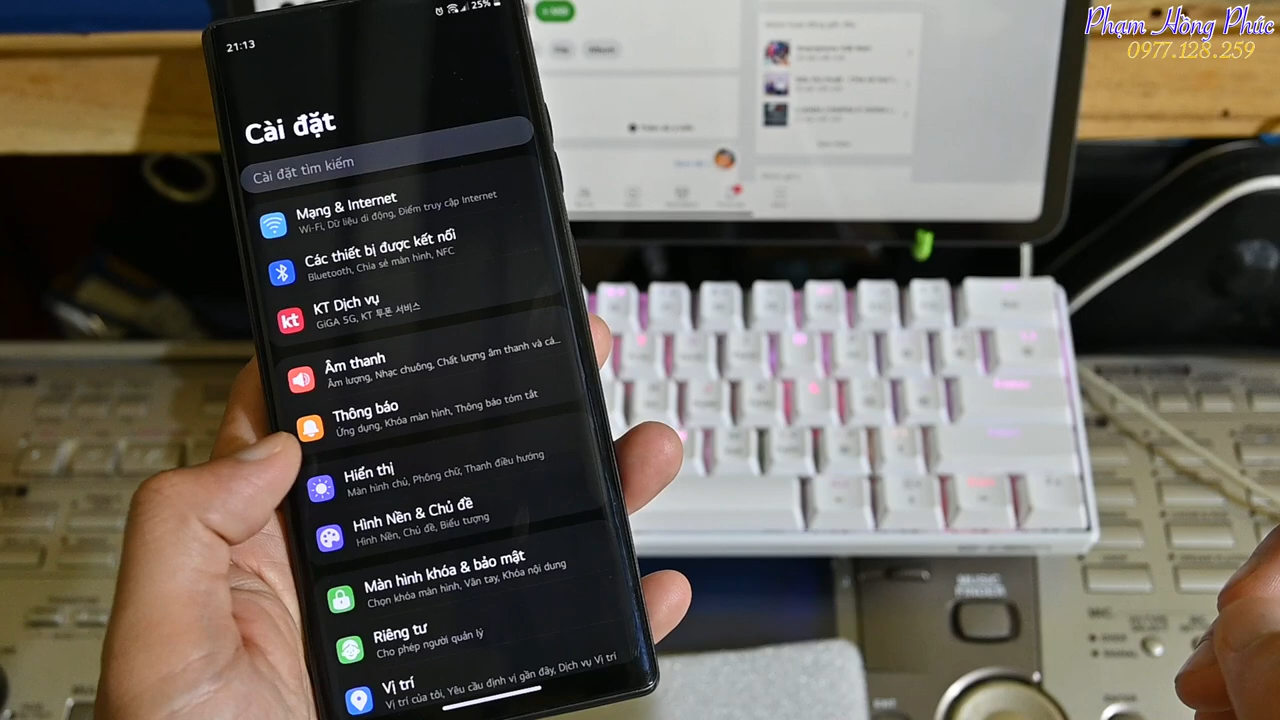 Phạm Hồng Phúc
0977.128.259
21:13
25%
Cài đặt
Cài đặt tìm kiếm
Mạng & Internet
Wi-Fi, Dữ liệu di động, Điểm truy cập Internet
Các thiết bị được kết nối
Bluetooth, Chia sẻ màn hình, NFC
kt
KT Dịch vụ
GiGA 5G, KT 투폰 서비스
Âm thanh
Âm lượng, Nhạc chuông, Chất lượng âm thanh và cá...
Thông báo
Ứng dụng, Khóa màn hình, Thông báo tóm tắt
Hiển thị
Màn hình chủ, Phông chữ, Thanh điều hướng
Hình Nền & Chủ đề
Hình Nền, Chủ đề, Biểu tượng
Màn hình khóa & bảo mật
Chọn khóa màn hình, Vân tay, Khóa nội dung
Riêng tư
Cho phép người quản lý
Vị trí
Vị trí của tôi, Yêu cầu định vị gần đây, Dịch vụ Vị trí
MUSIC
FINDER